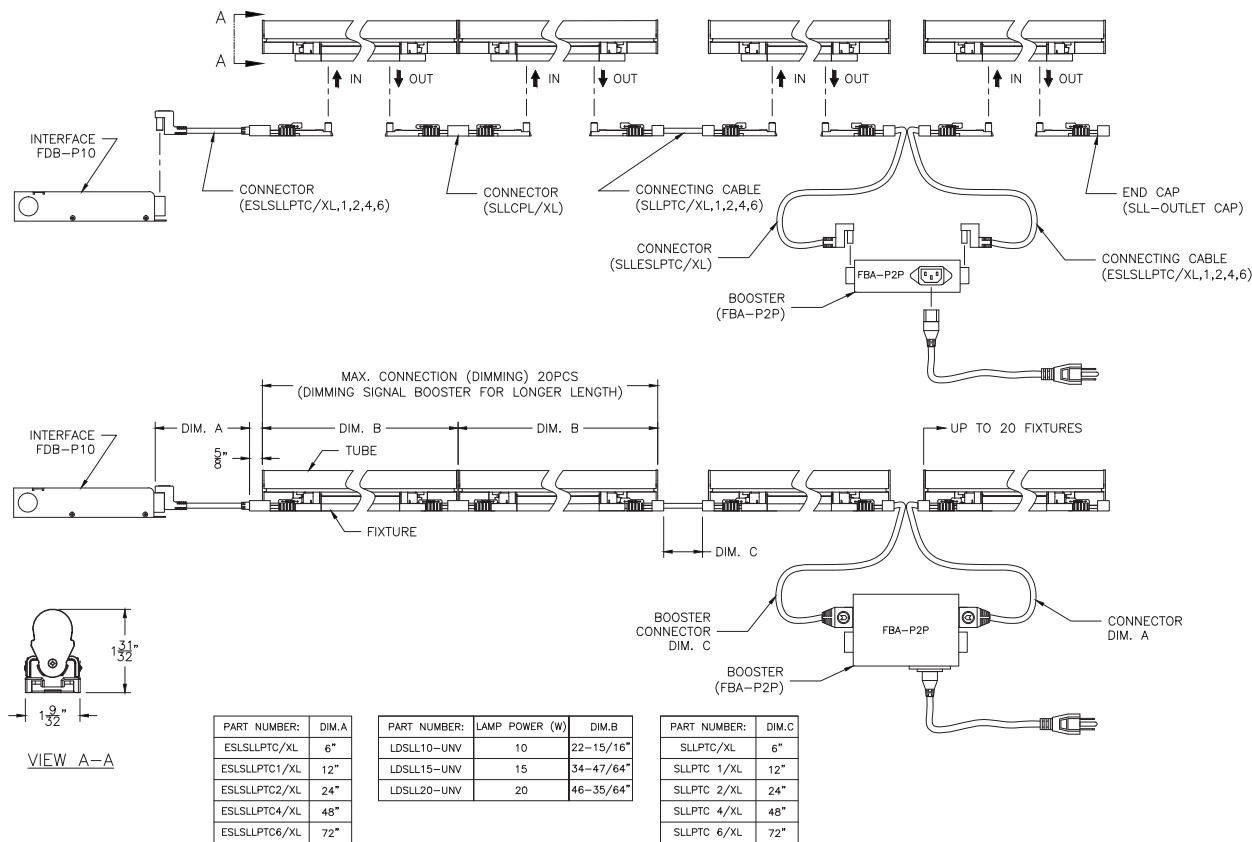 A
A
IN
OUT
IN
OUT
IN
OUT
IN
OUT
INTERFACE
FDB-P10
CONNECTOR
(ESLSLLPTC/XL,1,2,4,6)
CONNECTOR
(SLLCPL/XL)
CONNECTING CABLE
(SLLPTC/XL,1,2,4,6)
END CAP
(SLL-OUTLET CAP)
CONNECTOR
(SLLESLPTC/XL)
CONNECTING CABLE
(ESLSLLPTC/XL,1,2,4,6)
FBA-P2P
BOOSTER
(FBA-P2P)
MAX. CONNECTION (DIMMING) 20PCS
(DIMMING SIGNAL BOOSTER FOR LONGER LENGTH)
INTERFACE
FDB-P10
DIM. A
DIM. B
DIM. B
UP TO 20 FIXTURES
5/8"
TUBE
FIXTURE
DIM. C
BOOSTER
CONNECTOR
DIM. C
FBA-P2P
CONNECTOR
DIM. A
BOOSTER
(FBA-P2P)
1 31/32"
1 9/32"
VIEW A-A
PART NUMBER: DIM.A
ESLSLLPTC/XL 6"
ESLSLLPTC1/XL 12"
ESLSLLPTC2/XL 24"
ESLSLLPTC4/XL 48"
ESLSLLPTC6/XL 72"
PART NUMBER: LAMP POWER (W) DIM.B
LDSLL10-UNV 10 22-15/16"
LDSLL15-UNV 15 34-47/64"
LDSLL20-UNV 20 46-35/64"
PART NUMBER: DIM.C
SLLPTC/XL 6"
SLLPTC 1/XL 12"
SLLPTC 2/XL 24"
SLLPTC 4/XL 48"
SLLPTC 6/XL 72"